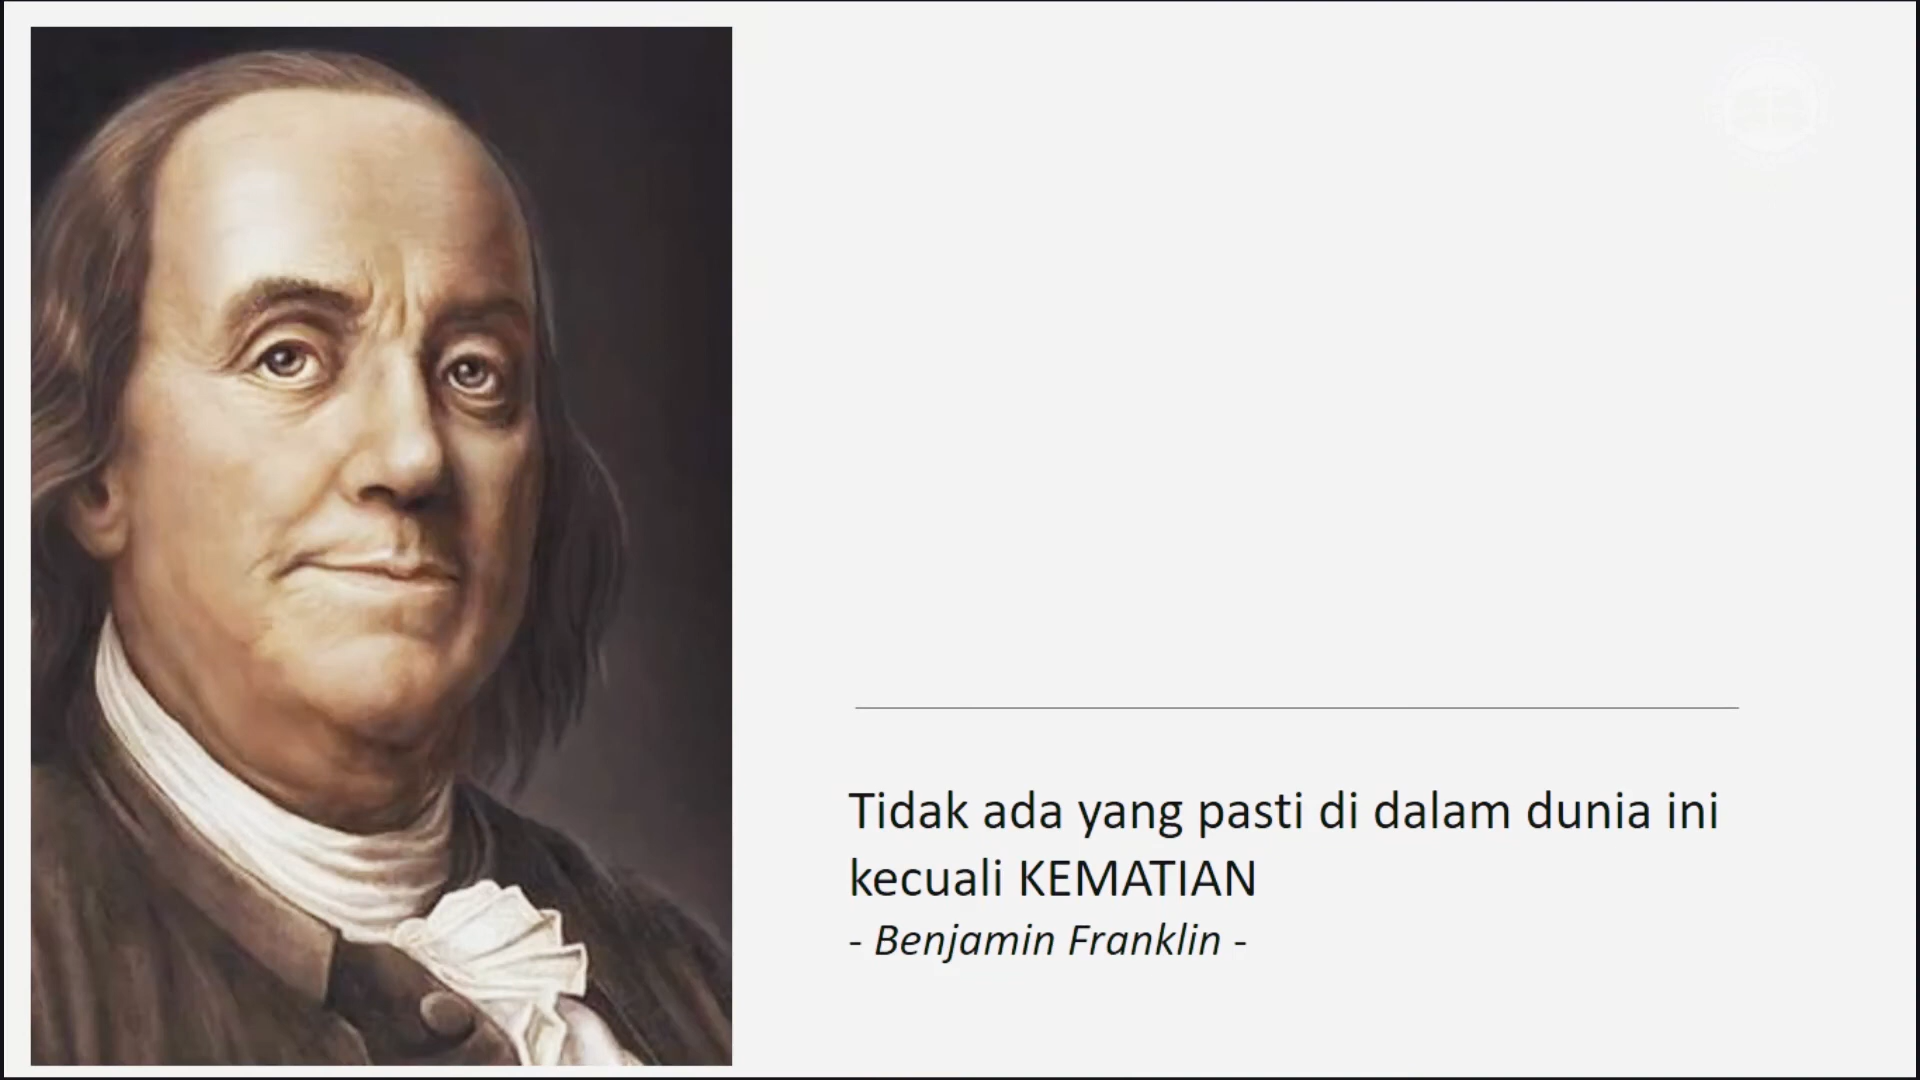 Tidak ada yang pasti di dalam dunia ini
kecuali KEMATIAN
- Benjamin Franklin -